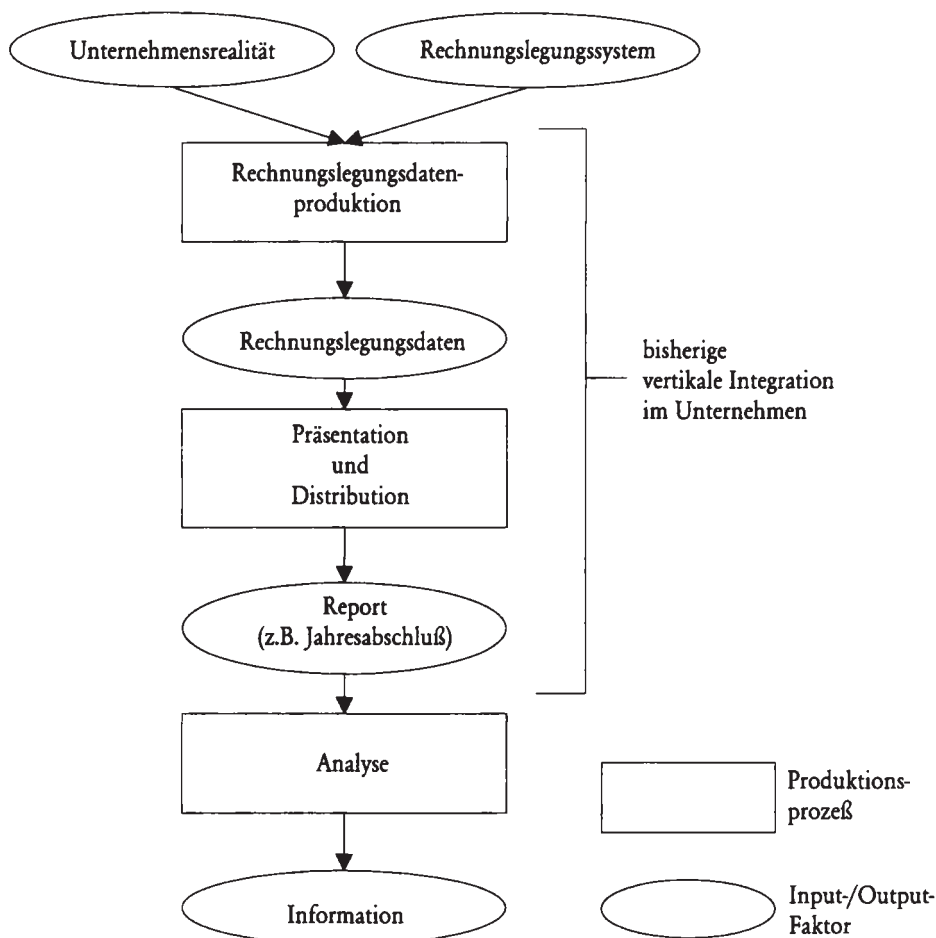 Unternehmensrealität
Rechnungslegungssystem
Rechnungslegungsdaten-
produktion
Rechnungslegungsdaten
bisherige
vertikale Integration
im Unternehmen
Präsentation
und
Distribution
Report
(z.B. Jahresabschluß)
Analyse
Produktions-
prozeß
Information
Input-/Output-
Faktor